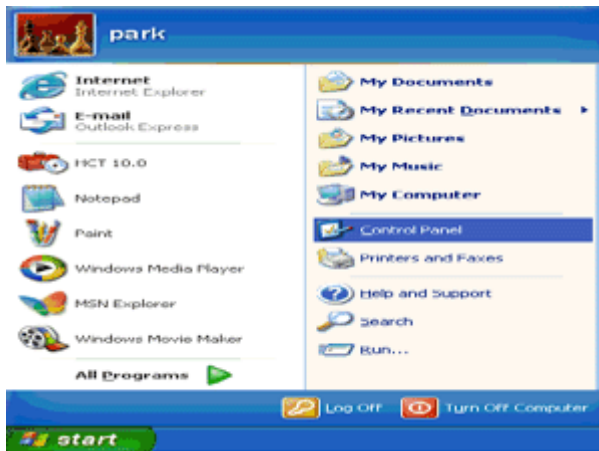 park
Internet
Internet Explorer
E-mail
Outlook Express
HCT 10.0
Notepad
Paint
Windows Media Player
MSN Explorer
Windows Movie Maker
All Programs
My Documents
My Recent Documents
My Pictures
My Music
My Computer
Control Panel
Printers and Faxes
Help and Support
Search
Run...
Log Off
Turn Off Computer
start